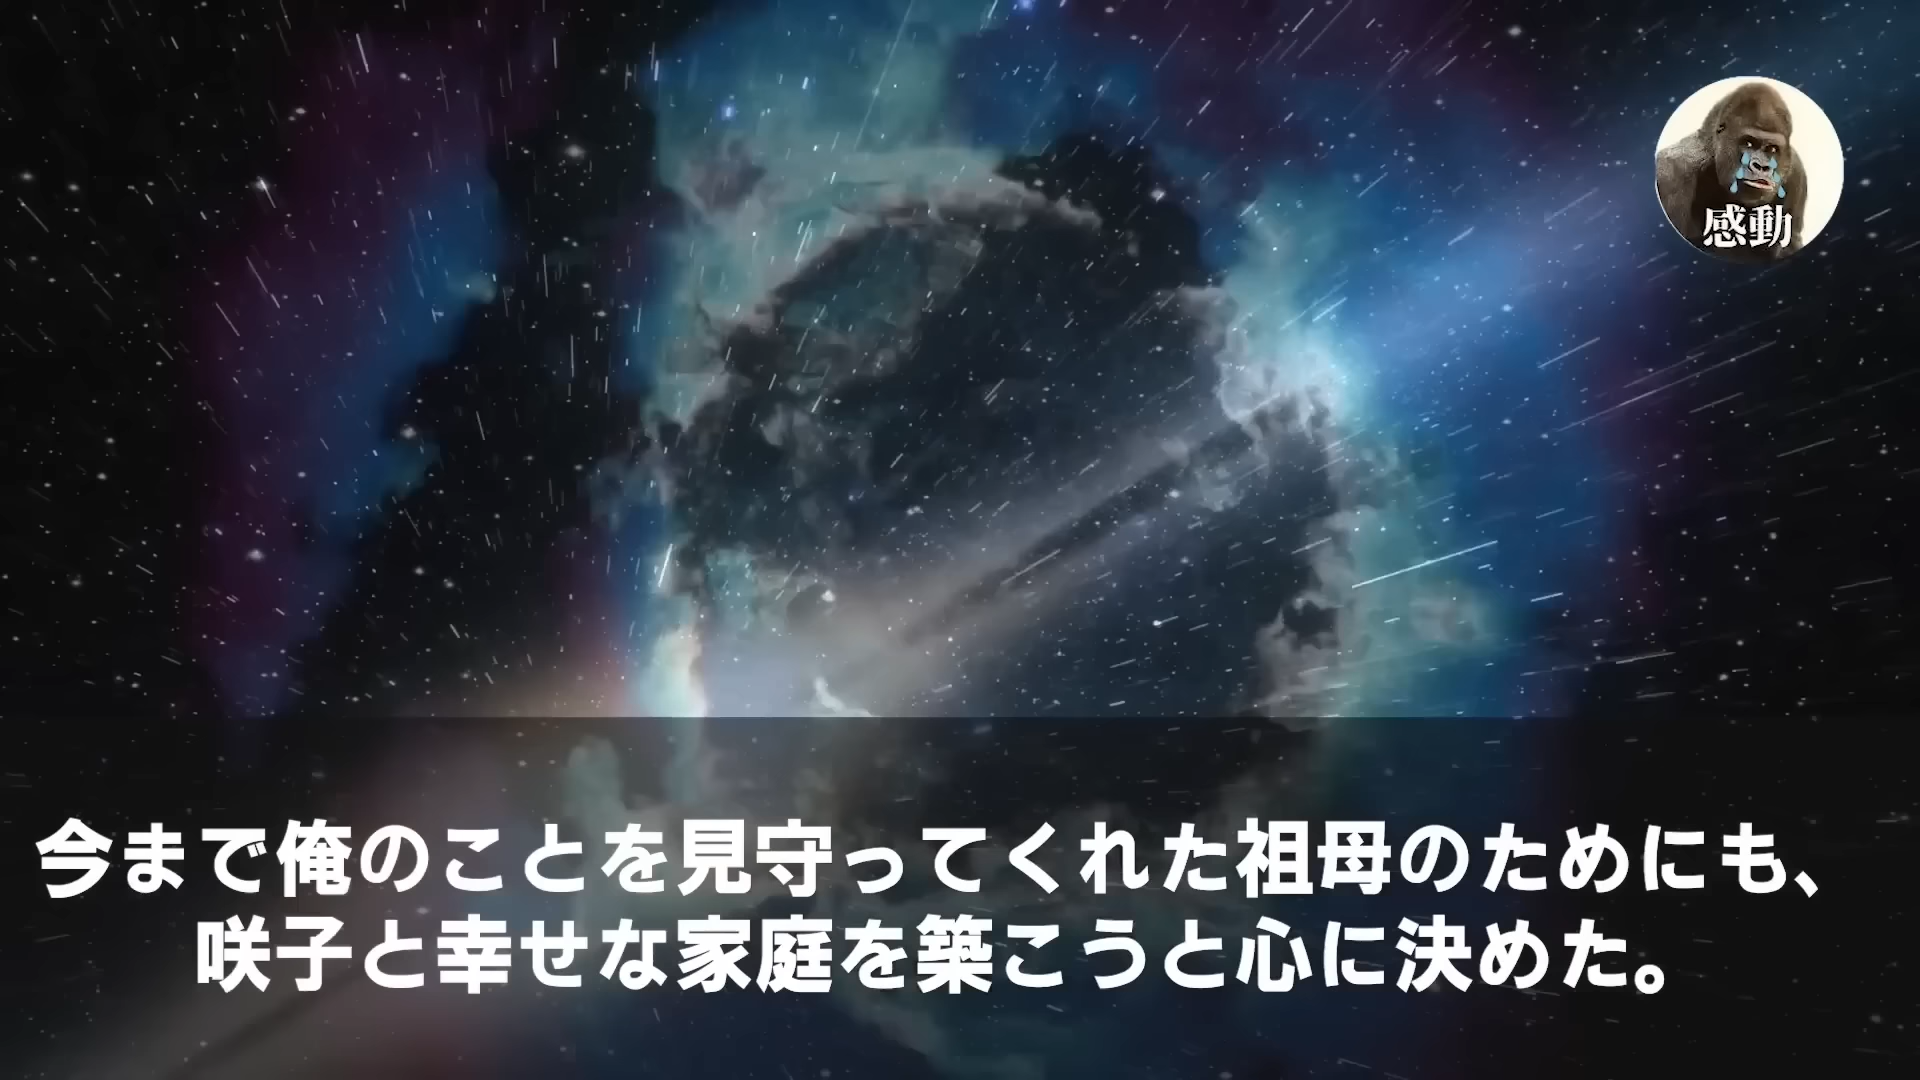 感動
今まで俺のことを見守ってくれた祖母のためにも、
咲子と幸せな家庭を築こうと心に決めた。